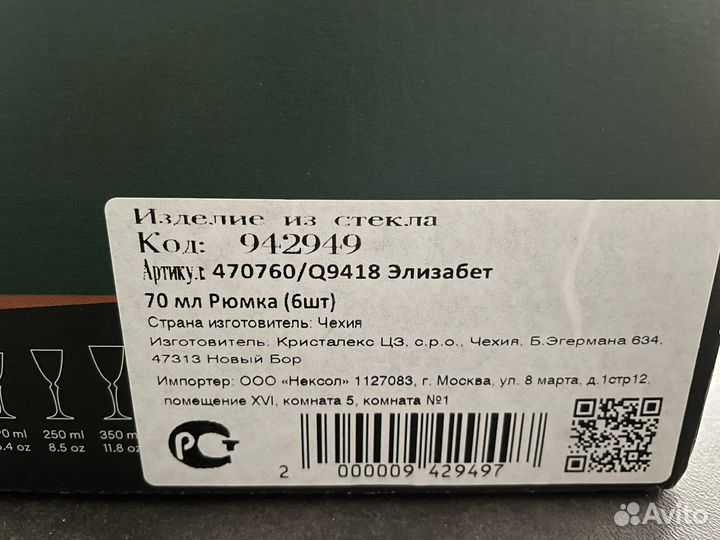 Изделие из стекла
Код: 942949
Артикул: 470760/Q9418 Элизабет
70 мл Рюмка (6шт)
Страна изготовитель: Чехия
Изготовитель: Кристалекс ЦЗ, с.р.о., Чехия, Б.Эгермана 634,
47313 Новый Бор
Импортер: ООО «Нексол» 1127083, г. Москва, ул. 8 марта, д.1стр12,
помещение XVI, комната 5, комната №1
РСТ
2 000009 429497
250 ml 350 ml
8.5 oz 11.8 oz
Avito